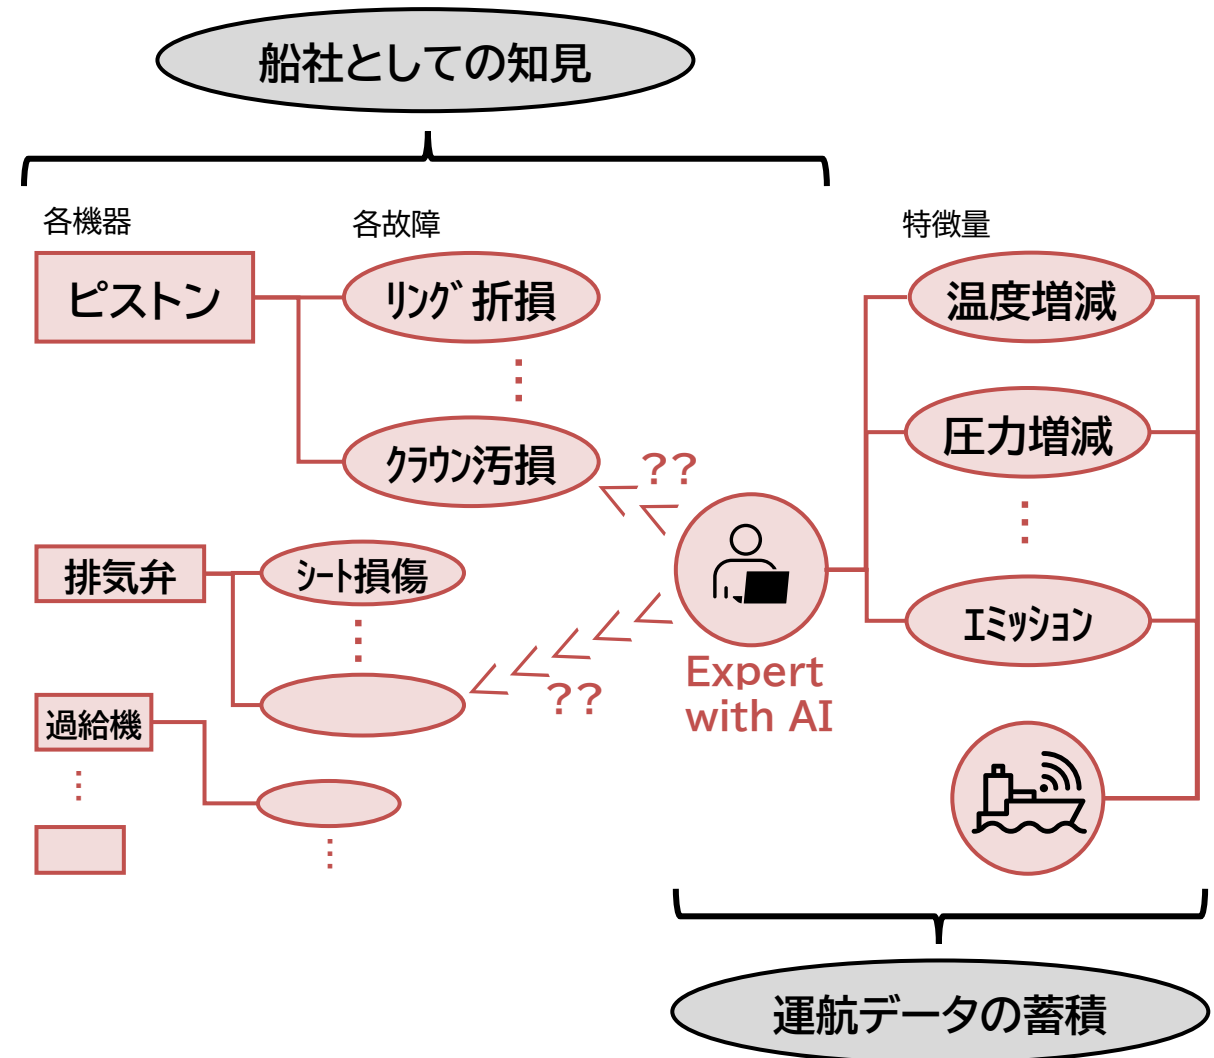 船社としての知見
各機器
各故障
特徴量
ピストン
ﾘﾝｸﾞ折損
温度増減
クラウン汚損
圧力増減
??
排気弁
ｼｰﾄ損傷
エミッション
??
Expert
with AI
過給機
運航データの蓄積